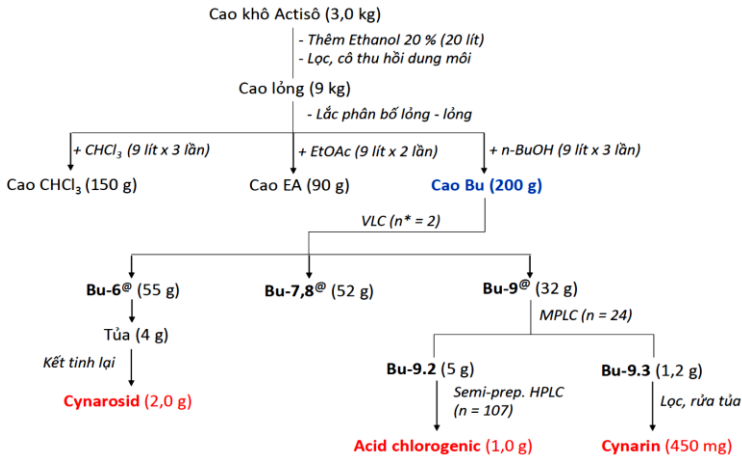 Cao khô Actisô (3,0 kg)
- Thêm Ethanol 20 % (20 lít)
- Lọc, cô thu hồi dung môi
Cao lỏng (9 kg)
- Lắc phân bố lỏng - lỏng
+ CHCl₃ (9 lít x 3 lần)
+ EtOAc (9 lít x 2 lần)
+ n-BuOH (9 lít x 3 lần)
Cao CHCl₃ (150 g)
Cao EA (90 g)
Cao Bu (200 g)
VLC (n* = 2)
Bu-6@ (55 g)
Bu-7,8@ (52 g)
Bu-9@ (32 g)
MPLC (n = 24)
Tủa (4 g)
Kết tinh lại
Cynarosid (2,0 g)
Bu-9.2 (5 g)
Bu-9.3 (1,2 g)
Semi-prep. HPLC
(n = 107)
Lọc, rửa tủa
Acid chlorogenic (1,0 g)
Cynarin (450 mg)